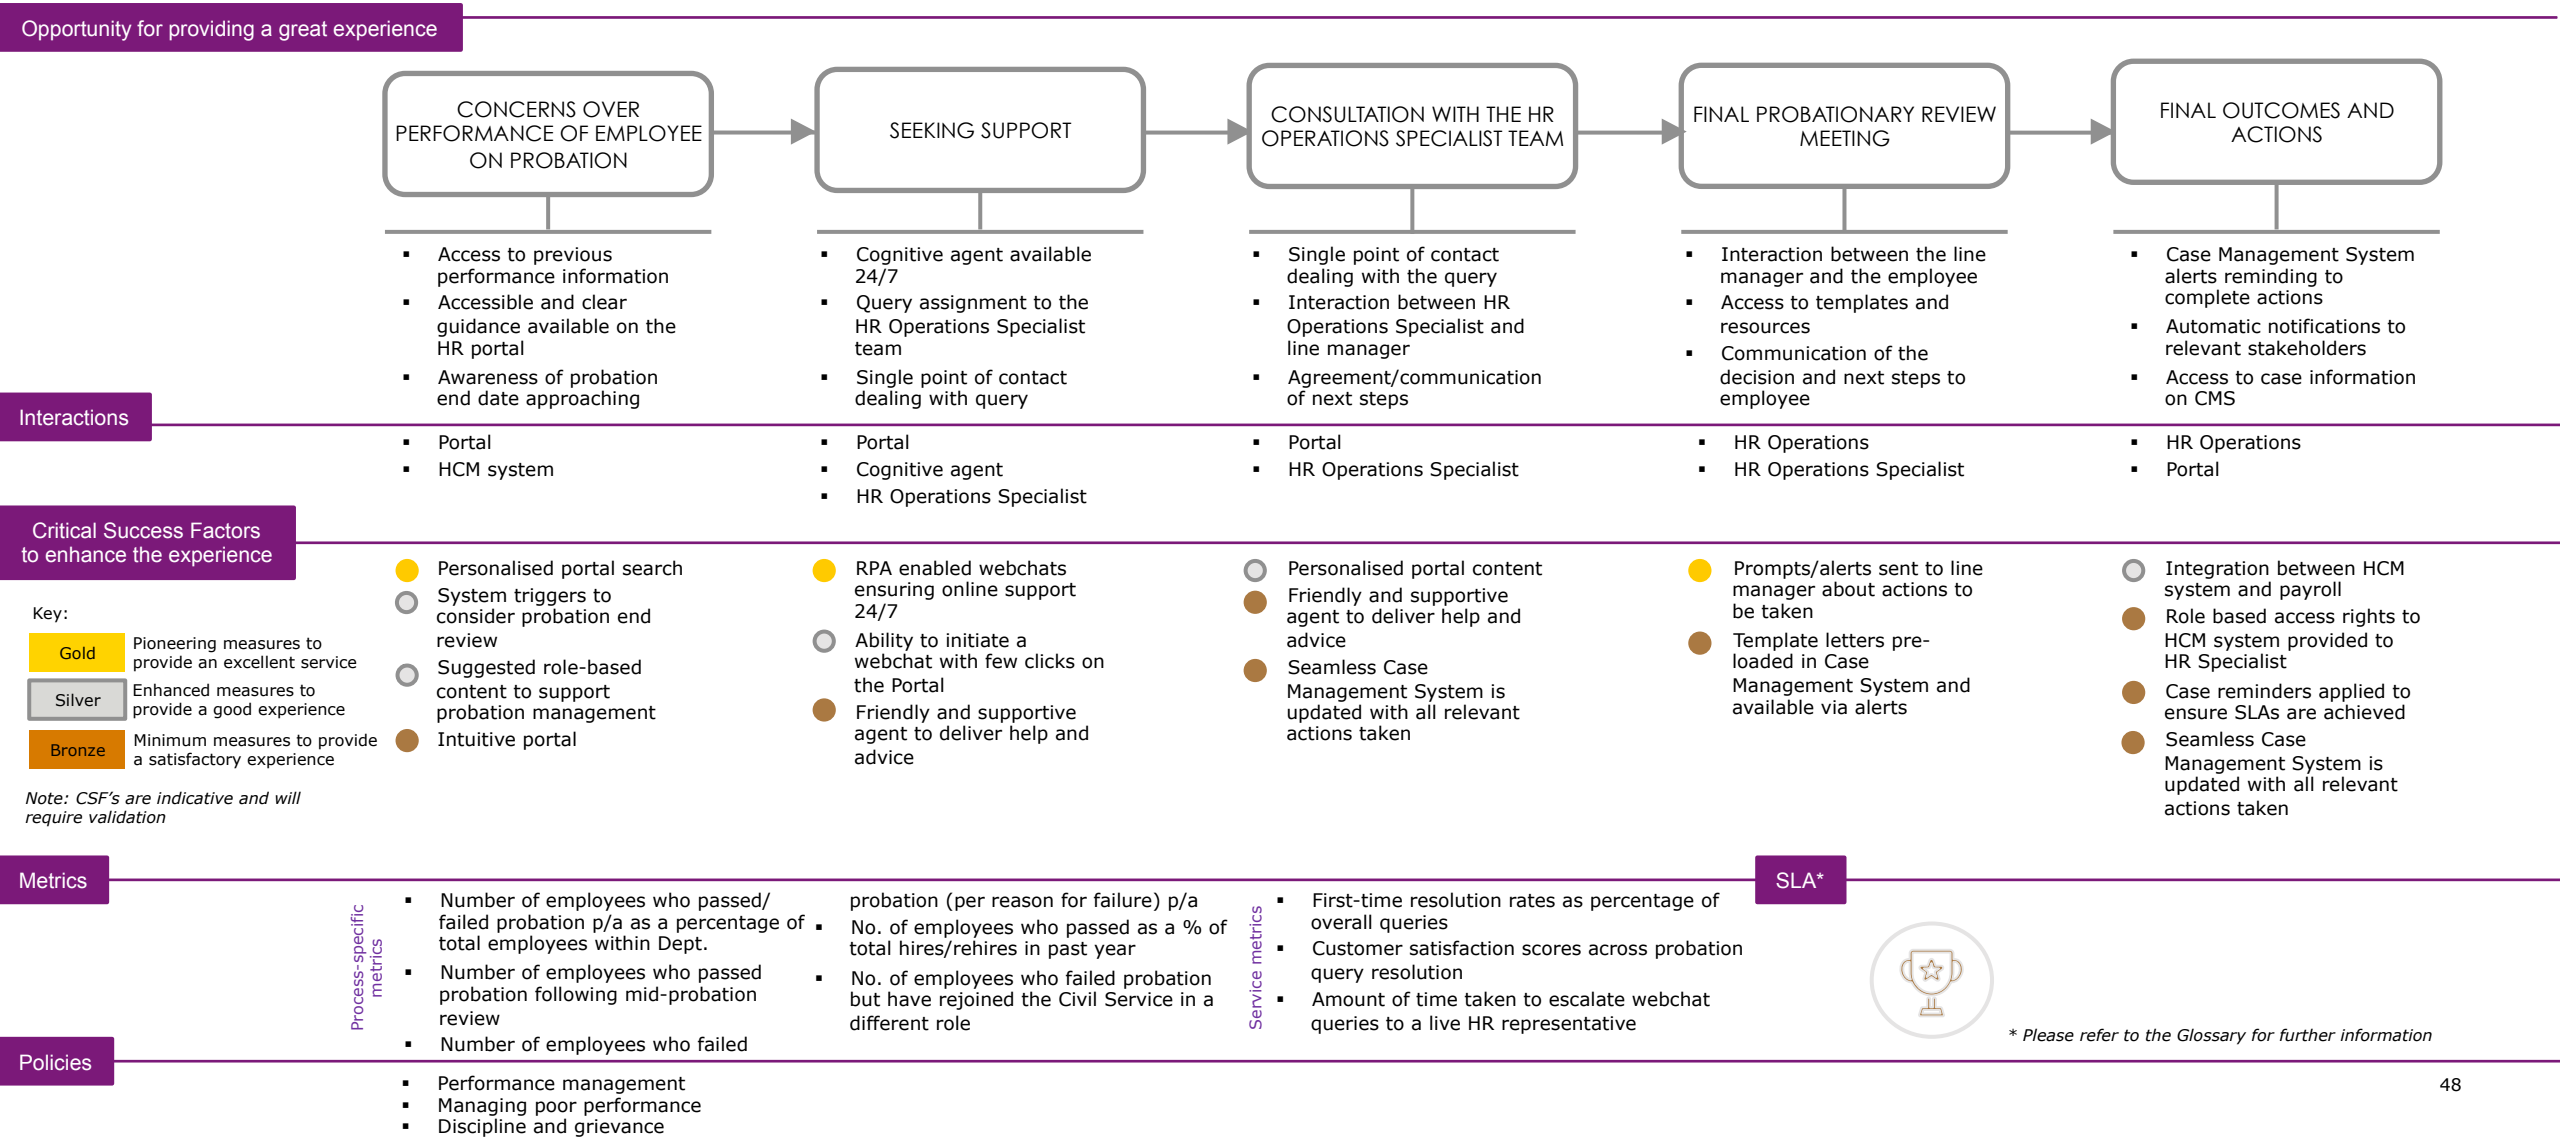 Opportunity for providing a great experience
CONCERNS OVER
PERFORMANCE OF EMPLOYEE
ON PROBATION
SEEKING SUPPORT
CONSULTATION WITH THE HR
OPERATIONS SPECIALIST TEAM
FINAL PROBATIONARY REVIEW
MEETING
FINAL OUTCOMES AND
ACTIONS
▪ Access to previous
performance information
▪ Accessible and clear
guidance available on the
HR portal
▪ Awareness of probation
end date approaching
▪ Cognitive agent available
24/7
▪ Query assignment to the
HR Operations Specialist
team
▪ Single point of contact
dealing with query
▪ Single point of contact
dealing with the query
▪ Interaction between HR
Operations Specialist and
line manager
▪ Agreement/communication
of next steps
▪ Interaction between the line
manager and the employee
▪ Access to templates and
resources
▪ Communication of the
decision and next steps to
employee
▪ Case Management System
alerts reminding to
complete actions
▪ Automatic notifications to
relevant stakeholders
▪ Access to case information
on CMS
Interactions
▪ Portal
▪ HCM system
▪ Portal
▪ Cognitive agent
▪ HR Operations Specialist
▪ Portal
▪ HR Operations Specialist
▪ HR Operations
▪ HR Operations Specialist
▪ HR Operations
▪ Portal
Critical Success Factors
to enhance the experience
Key:
Gold
Pioneering measures to
provide an excellent service
Silver
Enhanced measures to
provide a good experience
Bronze
Minimum measures to provide
a satisfactory experience
Note: CSF's are indicative and will
require validation
Personalised portal search
System triggers to
consider probation end
review
Suggested role-based
content to support
probation management
Intuitive portal
RPA enabled webchats
ensuring online support
24/7
Ability to initiate a
webchat with few clicks on
the Portal
Friendly and supportive
agent to deliver help and
advice
Personalised portal content
Friendly and supportive
agent to deliver help and
advice
Seamless Case
Management System is
updated with all relevant
actions taken
Prompts/alerts sent to line
manager about actions to
be taken
Template letters pre-
loaded in Case
Management System and
available via alerts
Integration between HCM
system and payroll
Role based access rights to
HCM system provided to
HR Specialist
Case reminders applied to
ensure SLAs are achieved
Seamless Case
Management System is
updated with all relevant
actions taken
Metrics
Process-specific
metrics
▪ Number of employees who passed/
failed probation p/a as a percentage of
total employees within Dept.
▪ Number of employees who passed
probation following mid-probation
review
▪ Number of employees who failed
probation (per reason for failure) p/a
▪ No. of employees who passed as a % of
total hires/rehires in past year
▪ No. of employees who failed probation
but have rejoined the Civil Service in a
different role
Service metrics
▪ First-time resolution rates as percentage of
overall queries
▪ Customer satisfaction scores across probation
query resolution
▪ Amount of time taken to escalate webchat
queries to a live HR representative
SLA*
* Please refer to the Glossary for further information
Policies
▪ Performance management
▪ Managing poor performance
▪ Discipline and grievance
48